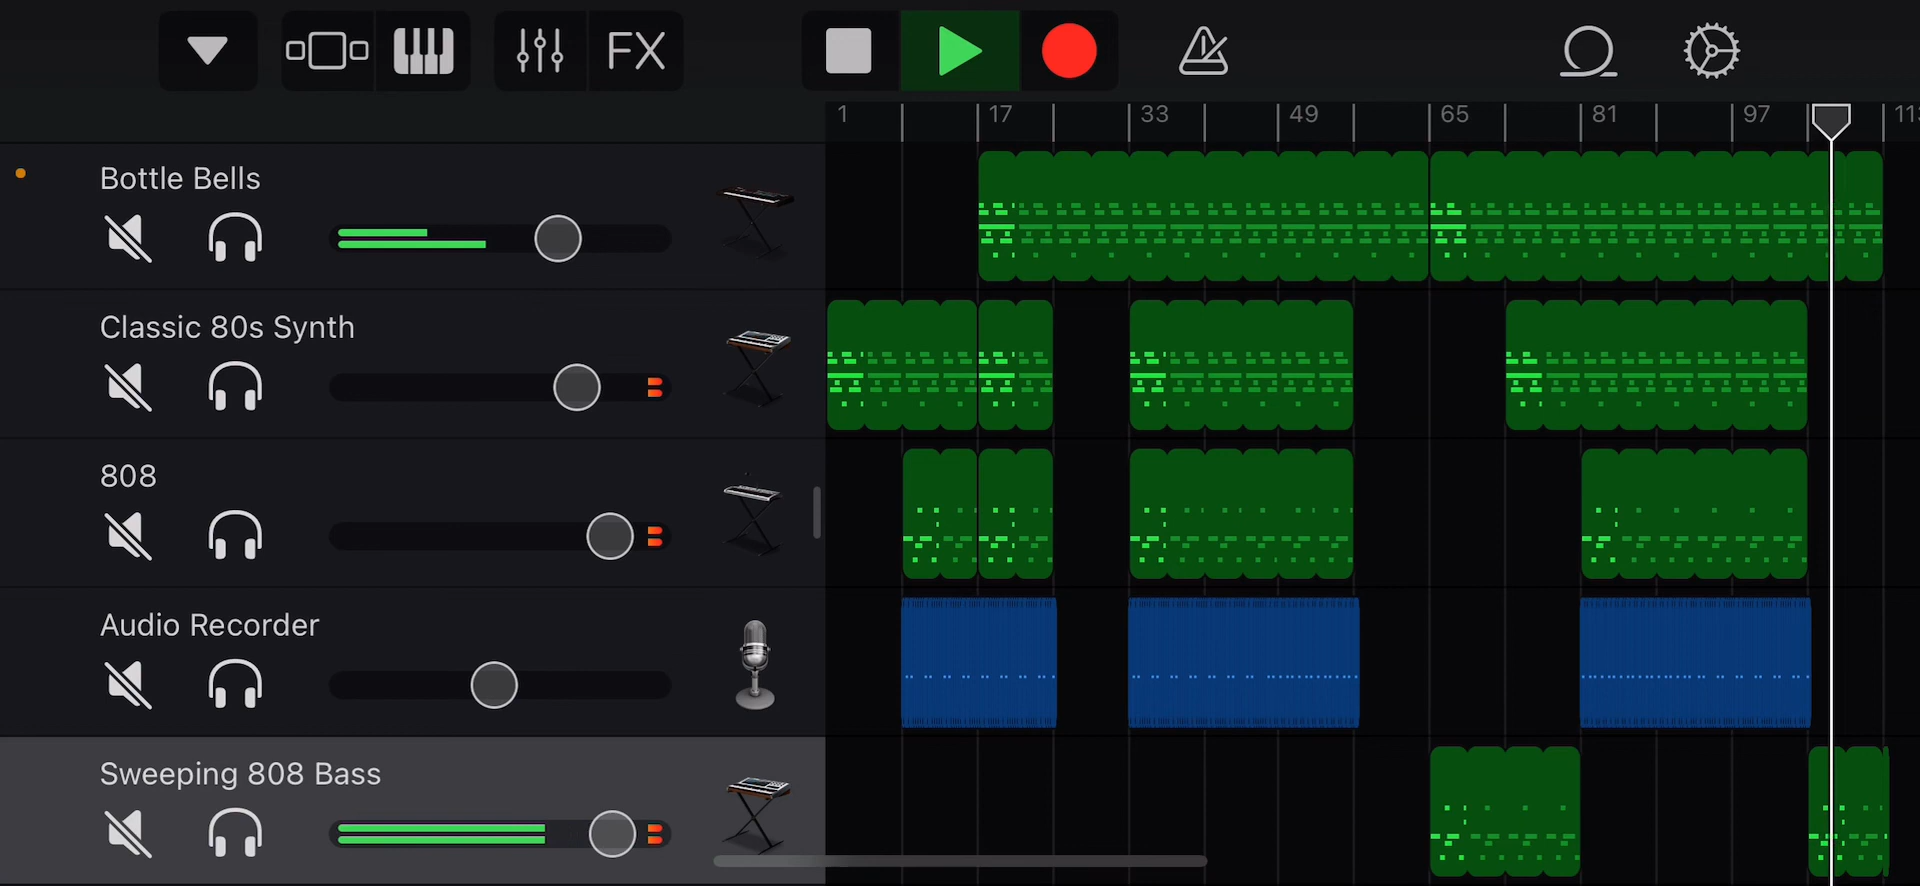 FX
1 17 33 49 65 81 97
Bottle Bells
Classic 80s Synth
808
Audio Recorder
Sweeping 808 Bass